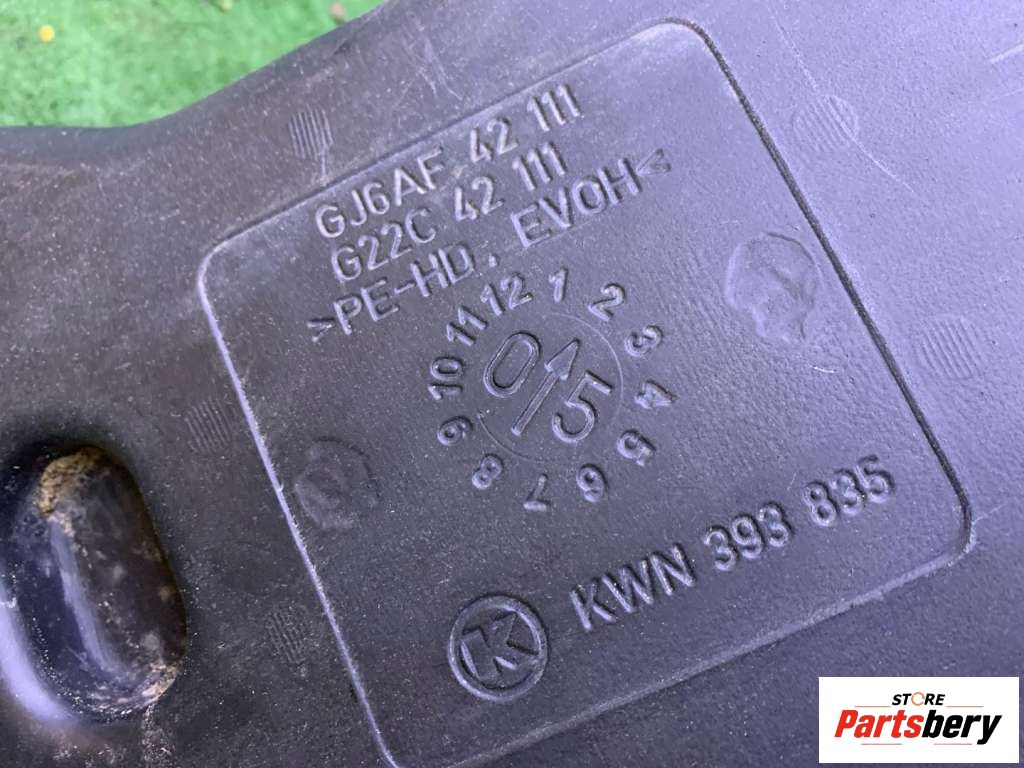 GJ6AF 42 111
G22C 42 111
>PE-HD, EVOH<
12 1 2 3 4 5 6 7 8 9 10 11
05
K KWN 393 835
STORE
Partsbery